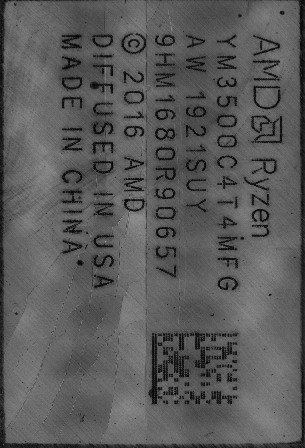 AMD Ryzen
YM3500C4T4MFG
AW 1921SUY
9HM1680R90657
© 2016 AMD
DIFFUSED IN USA
MADE IN CHINA